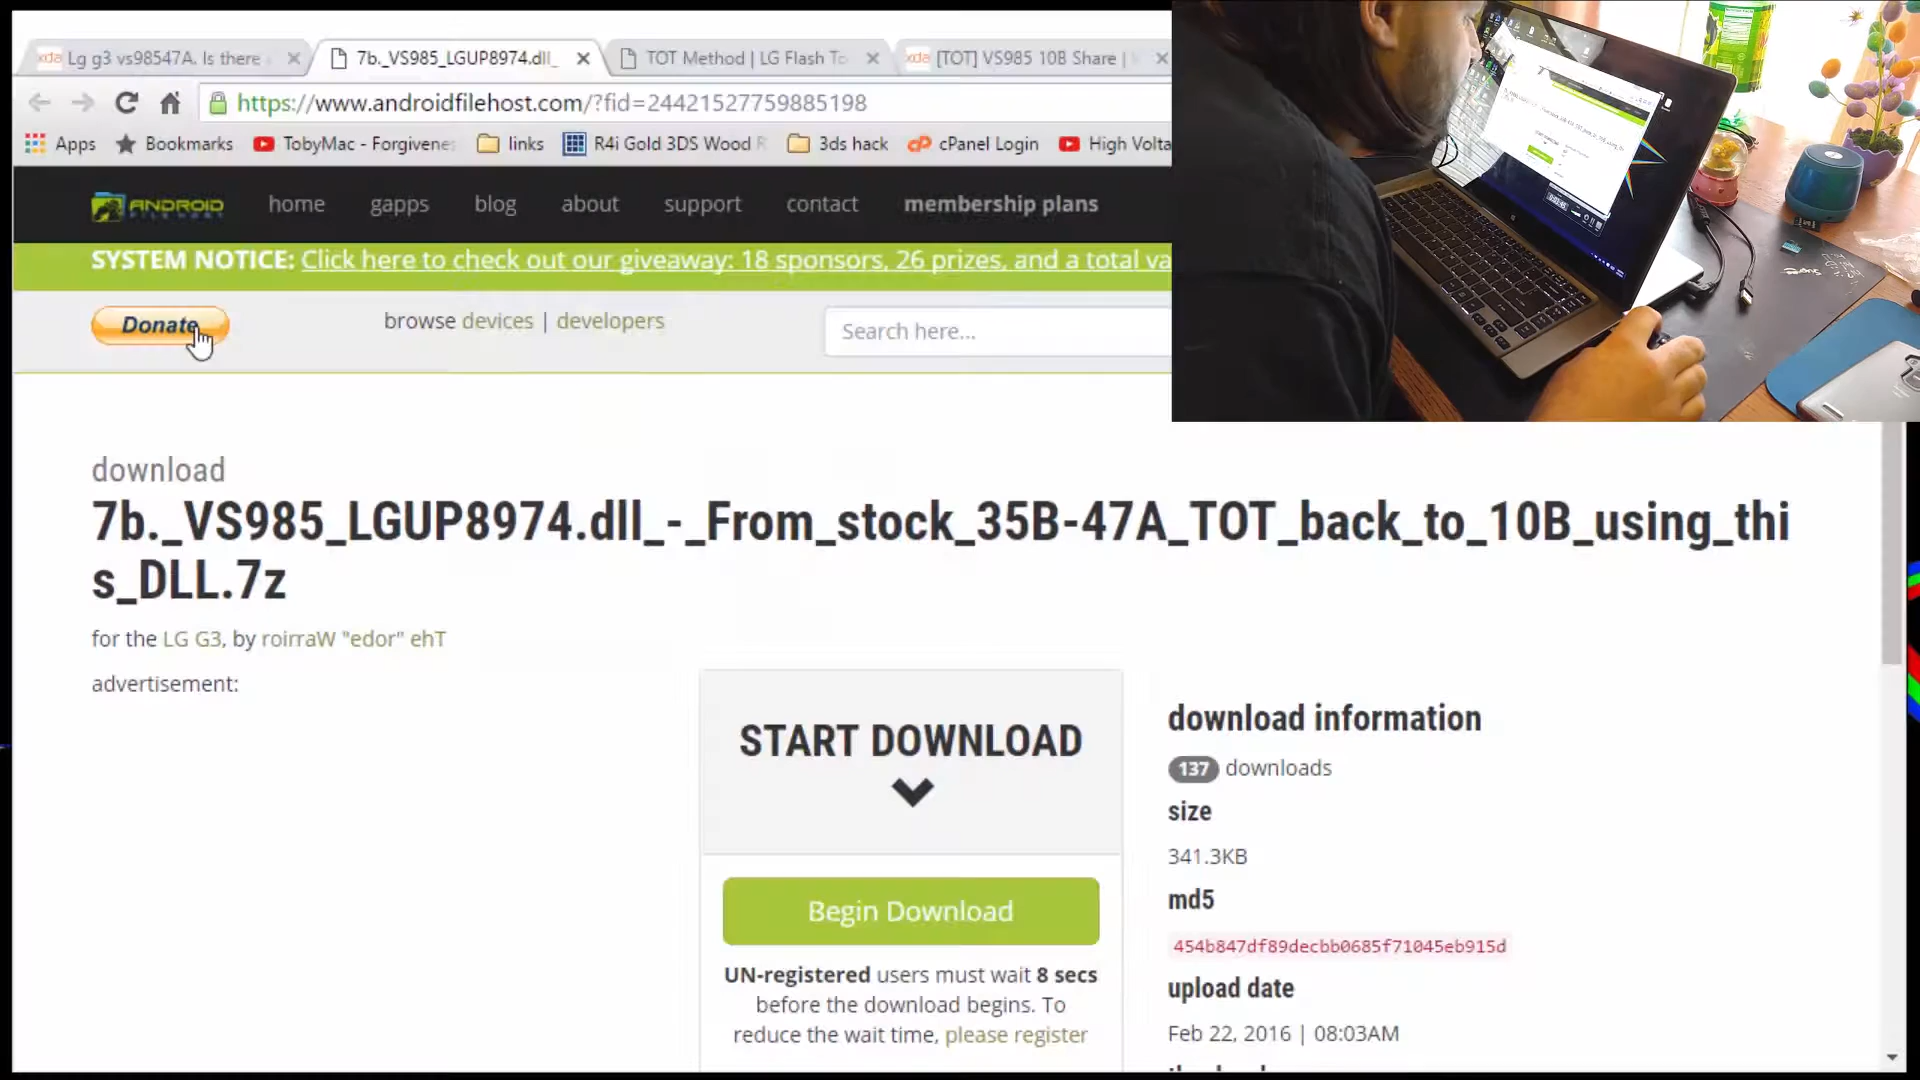 xda Lg g3 vs98547A. Is there
7b._VS985_LGUP8974.dll_
TOT Method | LG Flash To
xda [TOT] VS985 10B Share |
https://www.androidfilehost.com/?fid=24421527759885198
Apps
Bookmarks
TobyMac - Forgivene
links
R4i Gold 3DS Wood R
3ds hack
cP cPanel Login
High Volta
ANDROID
FILE HOST
home
gapps
blog
about
support
contact
membership plans
SYSTEM NOTICE: Click here to check out our giveaway: 18 sponsors, 26 prizes, and a total va
Donate
browse devices | developers
Search here...
download
7b._VS985_LGUP8974.dll_-_From_stock_35B-47A_TOT_back_to_10B_using_thi
s_DLL.7z
for the LG G3, by roirraW "edor" ehT
advertisement:
START DOWNLOAD
Begin Download
UN-registered users must wait 8 secs
before the download begins. To
reduce the wait time, please register
download information
137 downloads
size
341.3KB
md5
454b847df89decbb0685f71045eb915d
upload date
Feb 22, 2016 | 08:03AM